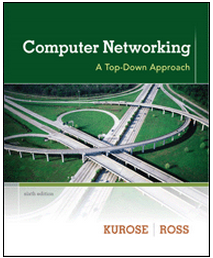 Computer Networking
A Top-Down Approach
sixth edition
KUROSE | ROSS